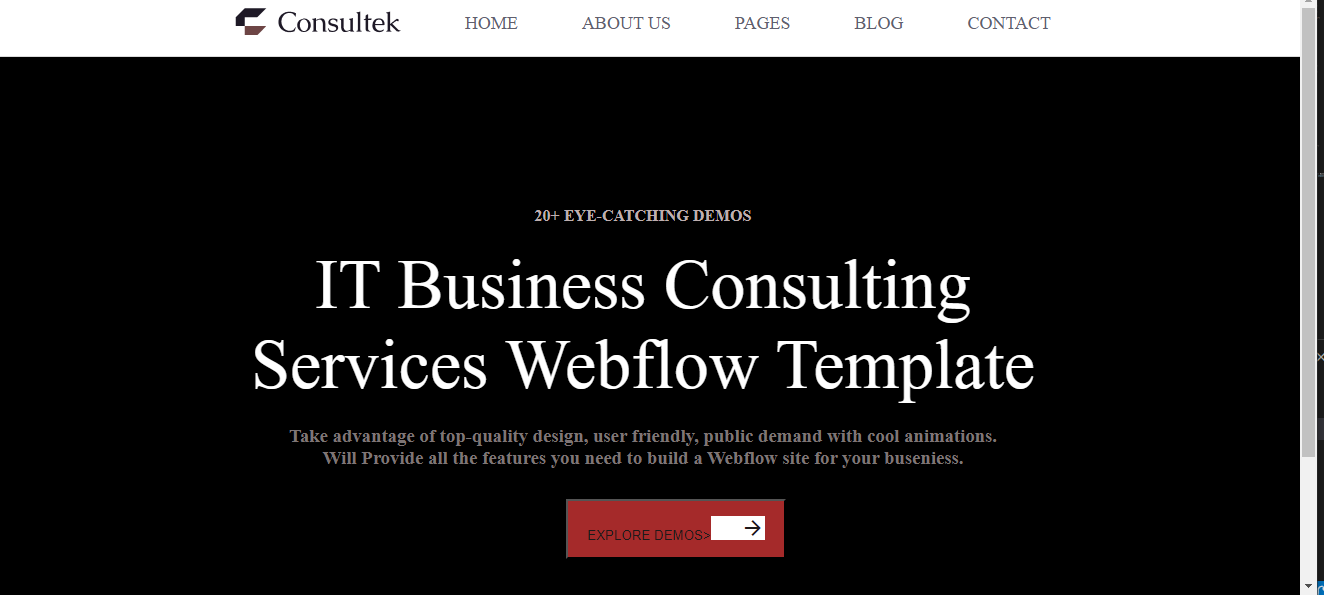 Consultek HOME ABOUT US PAGES BLOG CONTACT
20+ EYE-CATCHING DEMOS
IT Business Consulting
Services Webflow Template
Take advantage of top-quality design, user friendly, public demand with cool animations.
Will Provide all the features you need to build a Webflow site for your buseniess.
EXPLORE DEMOS>